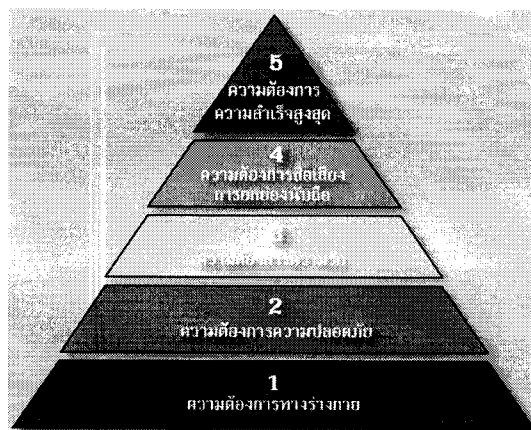 5
ความต้องการ
ความสำเร็จสูงสุด
4
ความต้องการชื่อเสียง
การยกย่องนับถือ
3
2
ความต้องการความปลอดภัย
1
ความต้องการทางร่างกาย